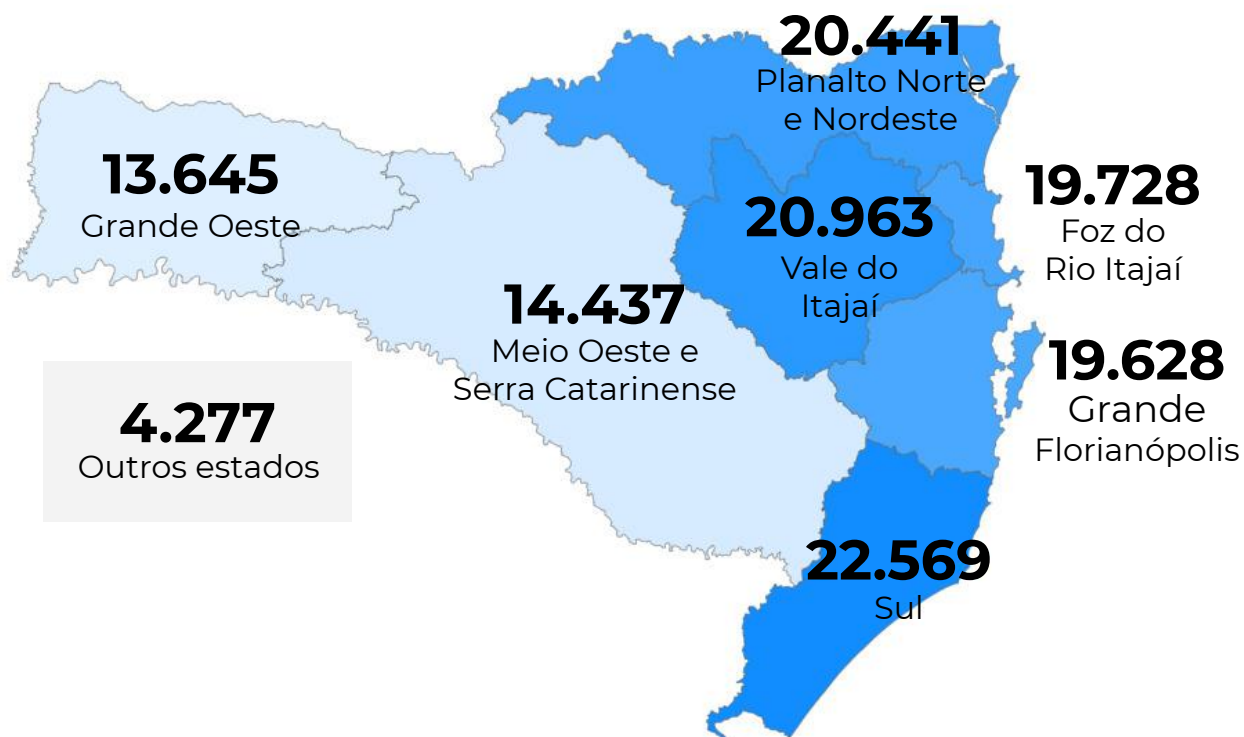 20.441
Planalto Norte
e Nordeste
13.645
Grande Oeste
20.963
Vale do
Itajaí
19.728
Foz do
Rio Itajaí
14.437
Meio Oeste e
Serra Catarinense
19.628
Grande
Florianópolis
4.277
Outros estados
22.569
Sul